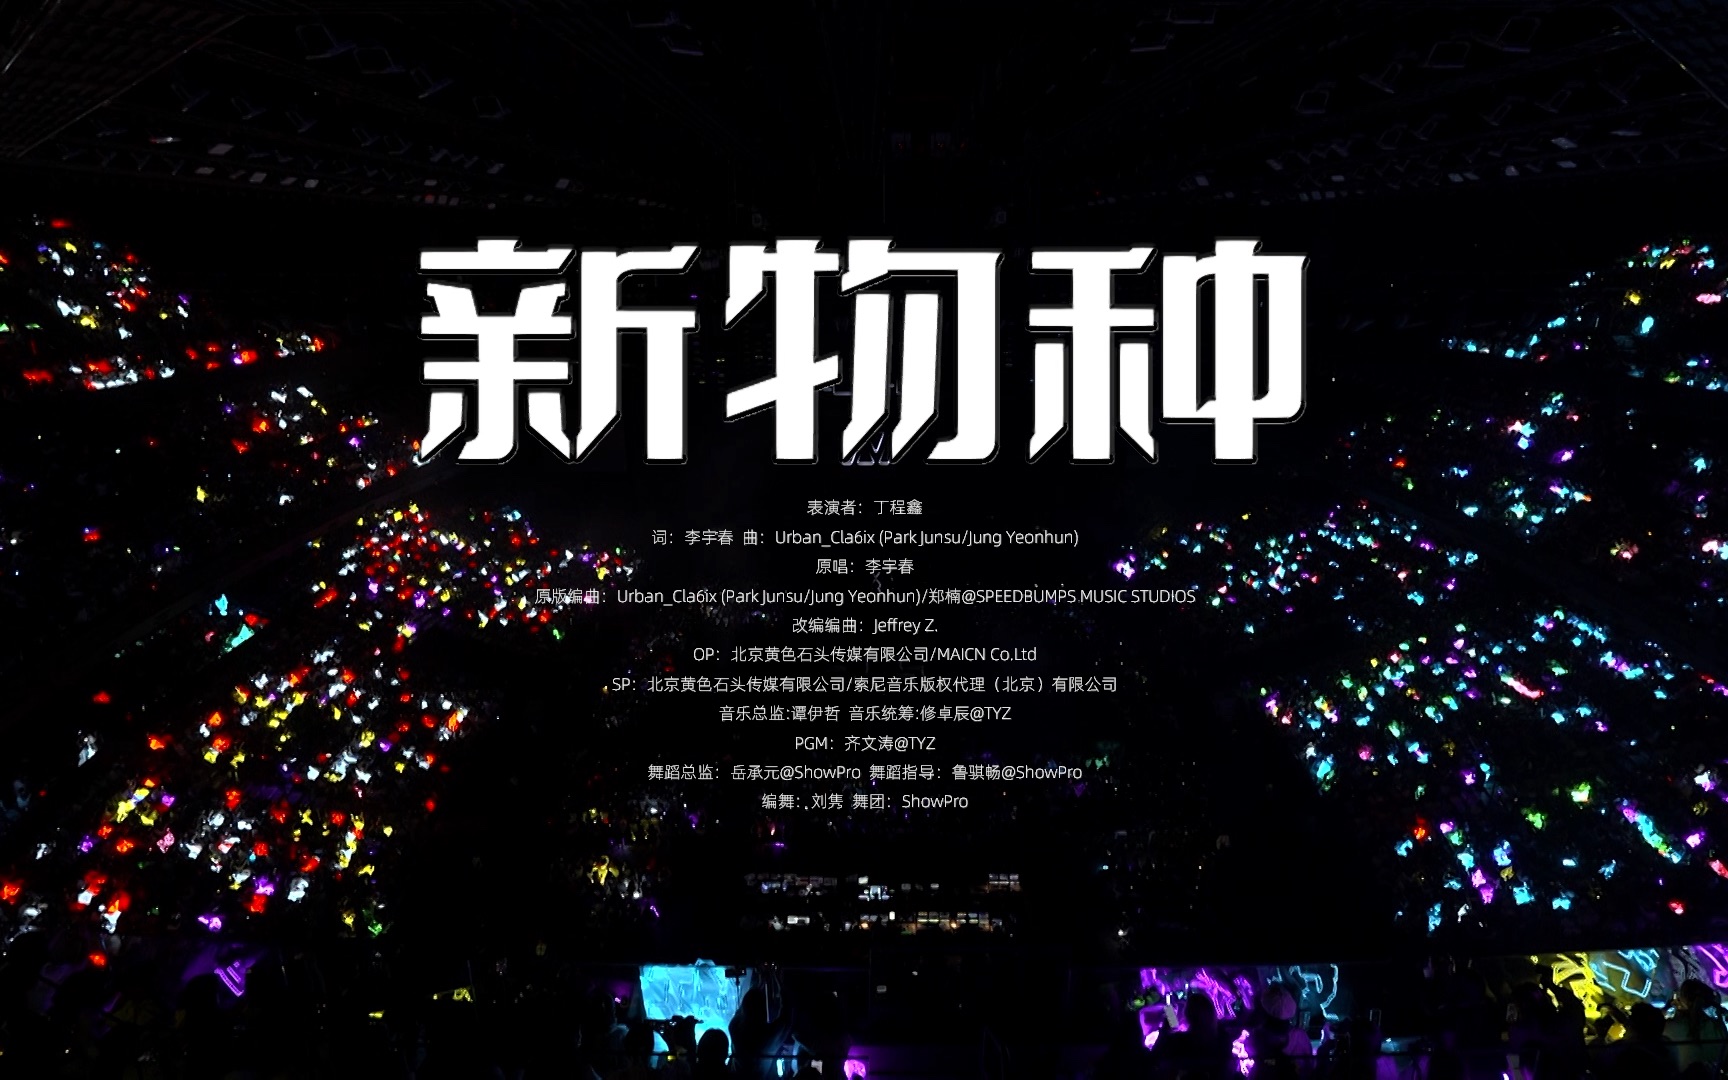 新物种
表演者：丁程鑫
词：李宇春 曲：Urban_Cla6ix (Park Junsu/Jung Yeonhun)
原唱：李宇春
原版编曲：Urban_Cla6ix (Park Junsu/Jung Yeonhun)/郑楠@SPEEDBUMPS MUSIC STUDIOS
改编编曲：Jeffrey Z.
OP：北京黄色石头传媒有限公司/MAICN Co.Ltd
SP：北京黄色石头传媒有限公司/索尼音乐版权代理（北京）有限公司
音乐总监:谭伊哲 音乐统筹:修卓辰@TYZ
PGM：齐文涛@TYZ
舞蹈总监：岳承元@ShowPro 舞蹈指导：鲁骐畅@ShowPro
编舞：刘隽 舞团：ShowPro